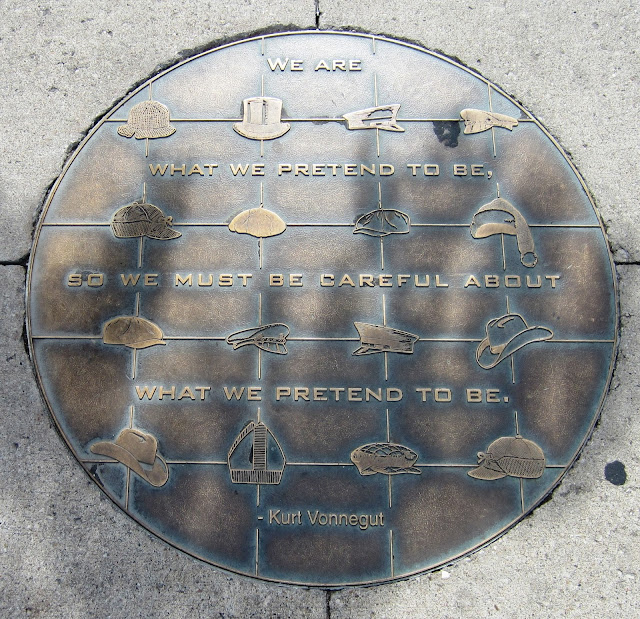 WE ARE
WHAT WE PRETEND TO BE,
SO WE MUST BE CAREFUL ABOUT
WHAT WE PRETEND TO BE.
- Kurt Vonnegut